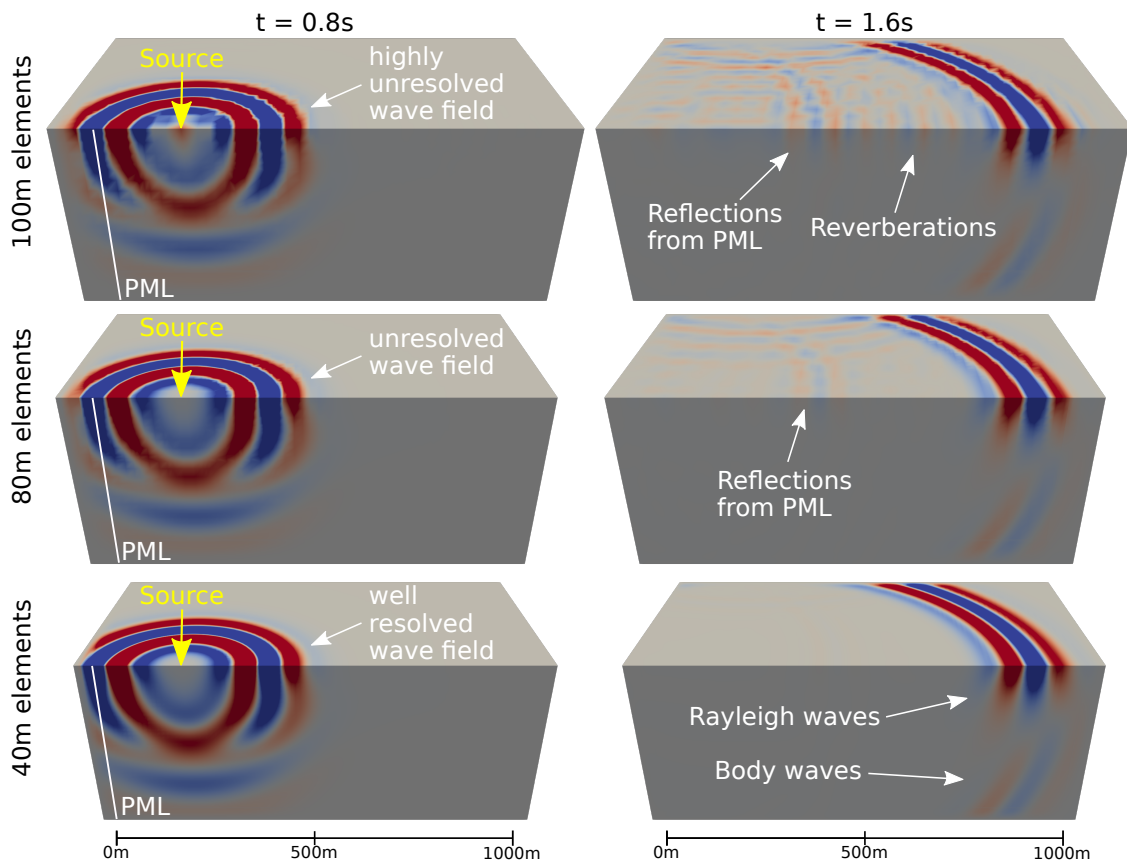 t = 0.8s
t = 1.6s
100m elements
Source
highly
unresolved
wave field
PML
Reflections
from PML
Reverberations
80m elements
Source
unresolved
wave field
PML
Reflections
from PML
40m elements
Source
well
resolved
wave field
PML
Rayleigh waves
Body waves
0m
500m
1000m
0m
500m
1000m